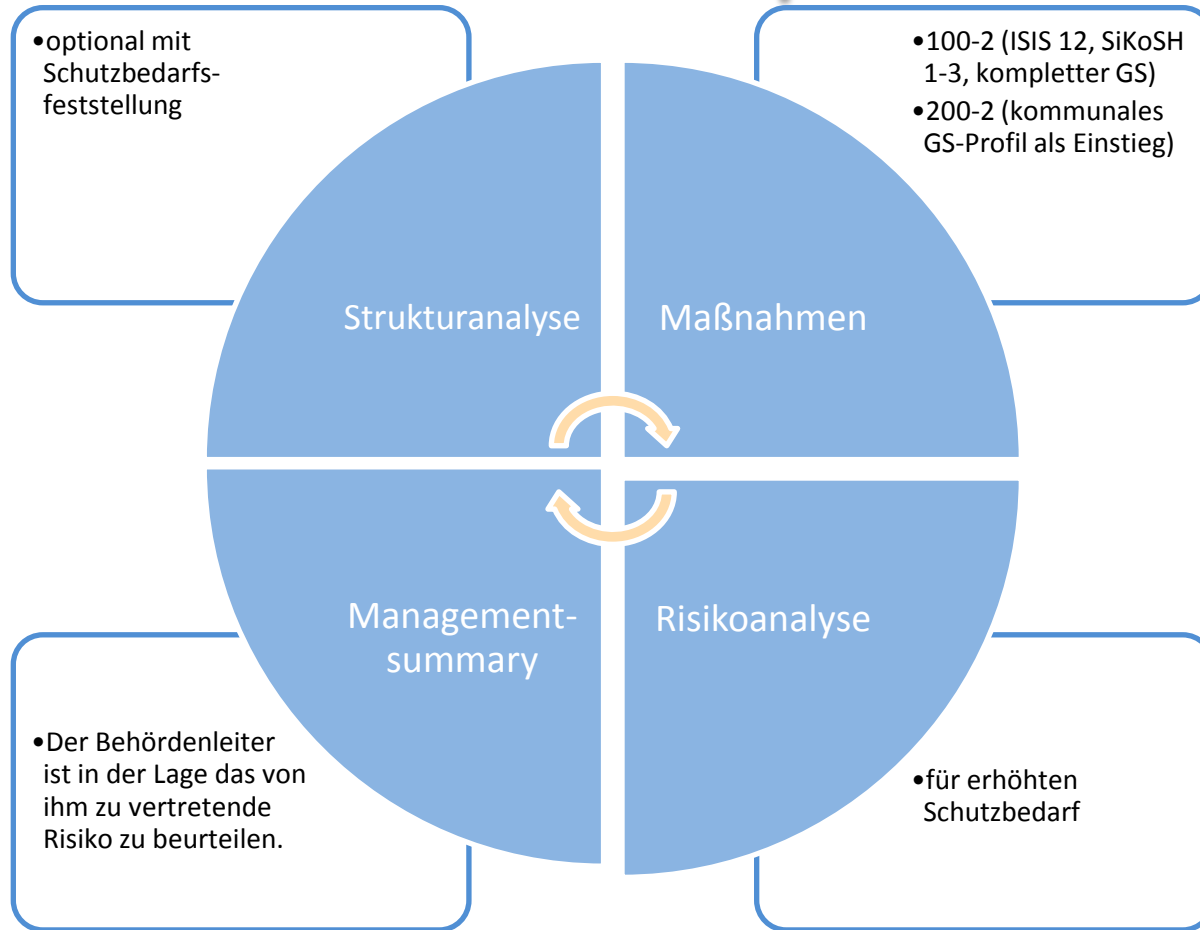 •optional mit
Schutzbedarfs-
feststellung
•100-2 (ISIS 12, SiKoSH
1-3, kompletter GS)
•200-2 (kommunales
GS-Profil als Einstieg)
Strukturanalyse
Maßnahmen
Management-
summary
Risikoanalyse
•Der Behördenleiter
ist in der Lage das von
ihm zu vertretende
Risiko zu beurteilen.
•für erhöhten
Schutzbedarf